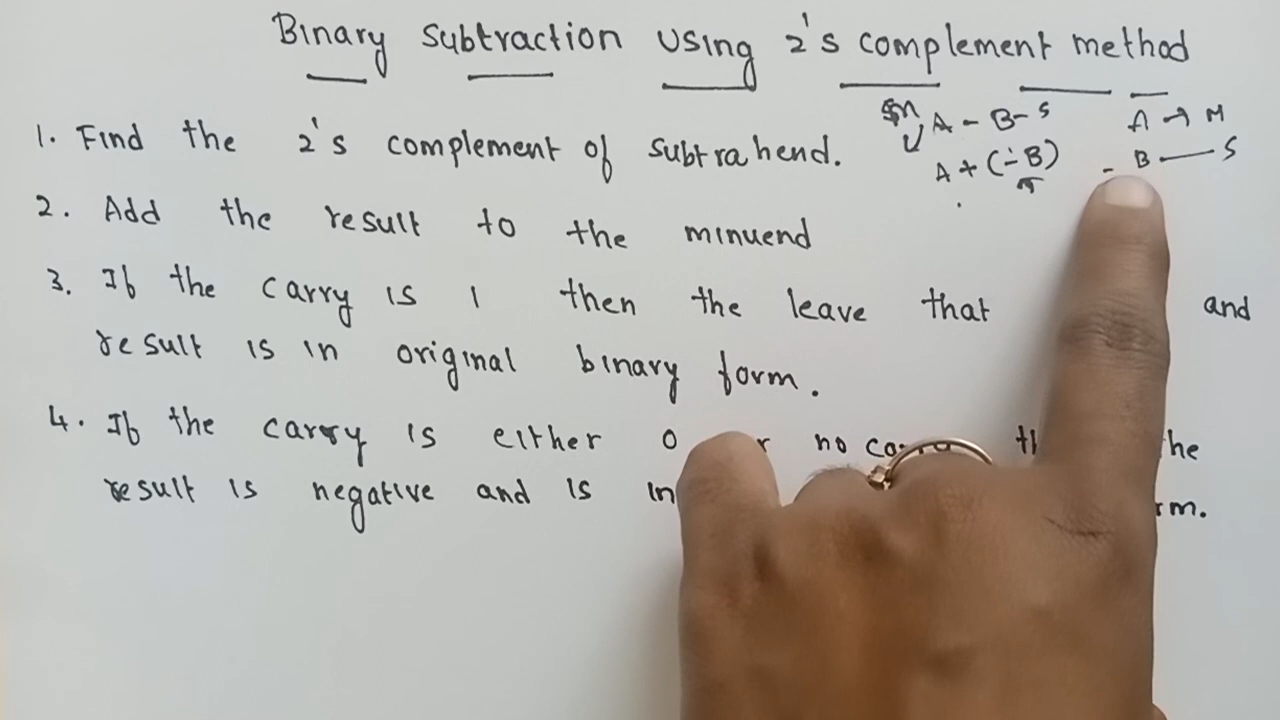 Binary subtraction using 2's complement method
1. Find the 2's complement of subtrahend.
A - B - S
A → M
A + (-B)
- B — S
2. Add the result to the minuend
3. If the carry is 1 then the leave that and
result is in original binary form.
4. If the carry is either 0 no
result is negative and is in